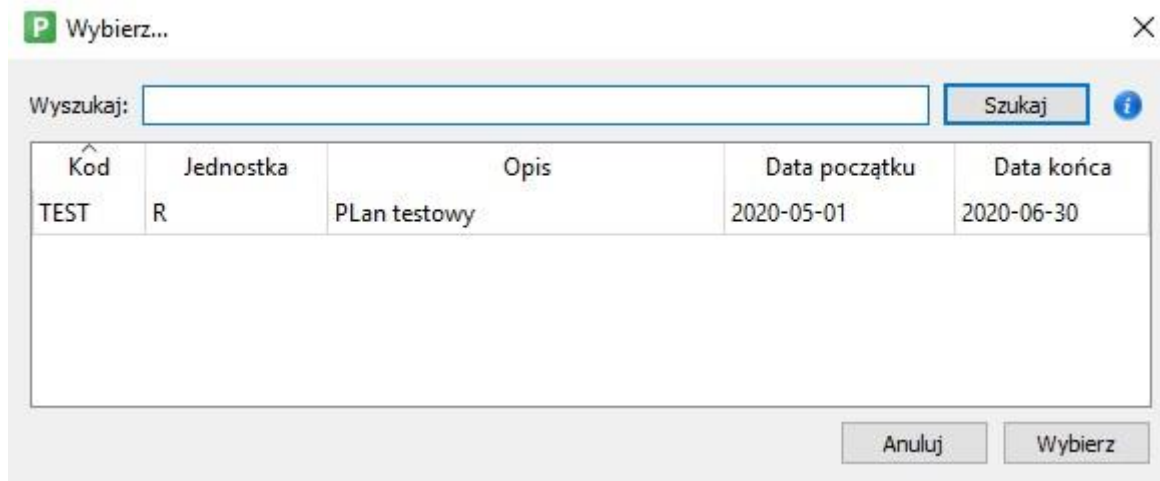 P Wybierz...
Wyszukaj: Szukaj i
Kod Jednostka Opis Data początku Data końca
TEST R PLan testowy 2020-05-01 2020-06-30
Anuluj Wybierz